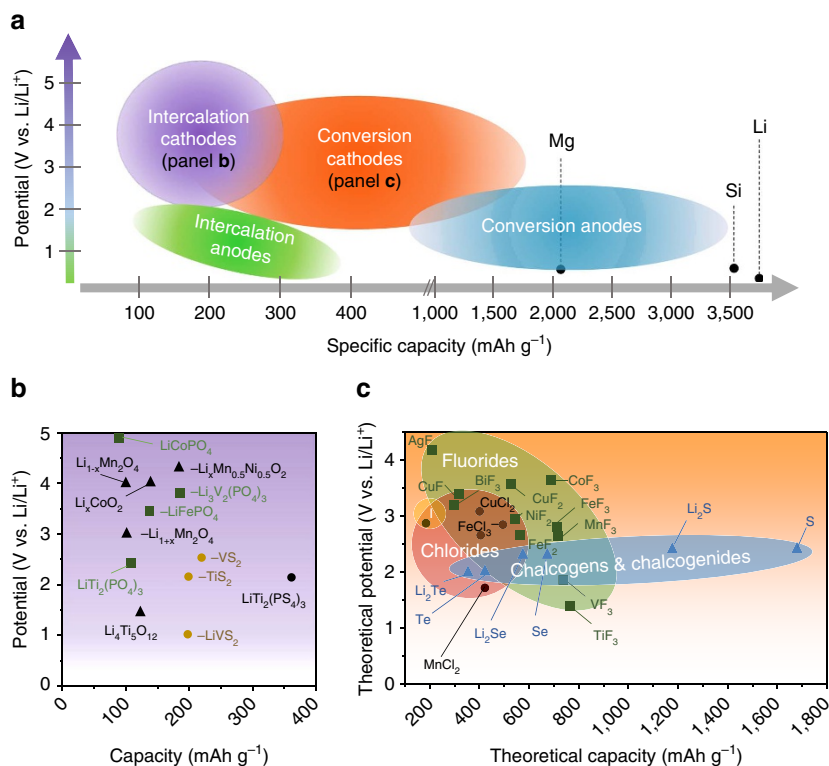 a
Potential (V vs. Li/Li⁺)
5
4
3
2
1
Intercalation
cathodes
(panel b)
Conversion
cathodes
(panel c)
Intercalation
anodes
Conversion anodes
Mg
Si
Li
100
200
300
400
1,000
1,500
2,000
2,500
3,000
3,500
Specific capacity (mAh g⁻¹)
b
Potential (V vs. Li/Li⁺)
5
4
3
2
1
0
LiCoPO₄
Li₁₋ₓMn₂O₄
–LiₓMn₀.₅Ni₀.₅O₂
LiₓCoO₂
–Li₃V₂(PO₄)₃
–LiFePO₄
–Li₁₊ₓMn₂O₄
LiTi₂(PO₄)₃
–VS₂
–TiS₂
LiTi₂(PS₄)₃
Li₄Ti₅O₁₂
–LiVS₂
0
100
200
300
400
Capacity (mAh g⁻¹)
c
Theoretical potential (V vs. Li/Li⁺)
5
4
3
2
1
0
AgF
Fluorides
CuF
BiF₃
CuCl₂
CuF₂
CoF₃
FeF₃
I
FeCl₃
NiF₂
MnF₃
Li₂S
S
Chlorides
FeF₂
Chalcogens & chalcogenides
Li₂Te
Te
Li₂Se
Se
VF₃
TiF₃
MnCl₂
200
400
600
800
1,000
1,200
1,400
1,600
1,800
Theoretical capacity (mAh g⁻¹)